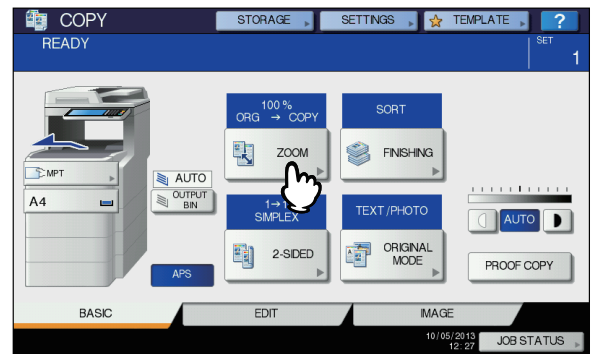 COPY
STORAGE
SETTINGS
TEMPLATE
?
READY
SET
1
100 %
ORG → COPY
SORT
ZOOM
FINISHING
MPT
A4
AUTO
OUTPUT
BIN
SIMPLEX
TEXT/PHOTO
AUTO
2-SIDED
ORIGINAL
MODE
APS
PROOF COPY
BASIC
EDIT
IMAGE
10/05/2013
12:27
JOB STATUS